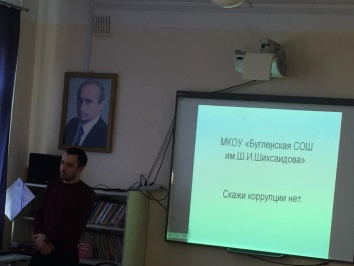 МКОУ «Бугленская СОШ
им.Ш.И.Шихсаидова»
Скажи коррупции нет.